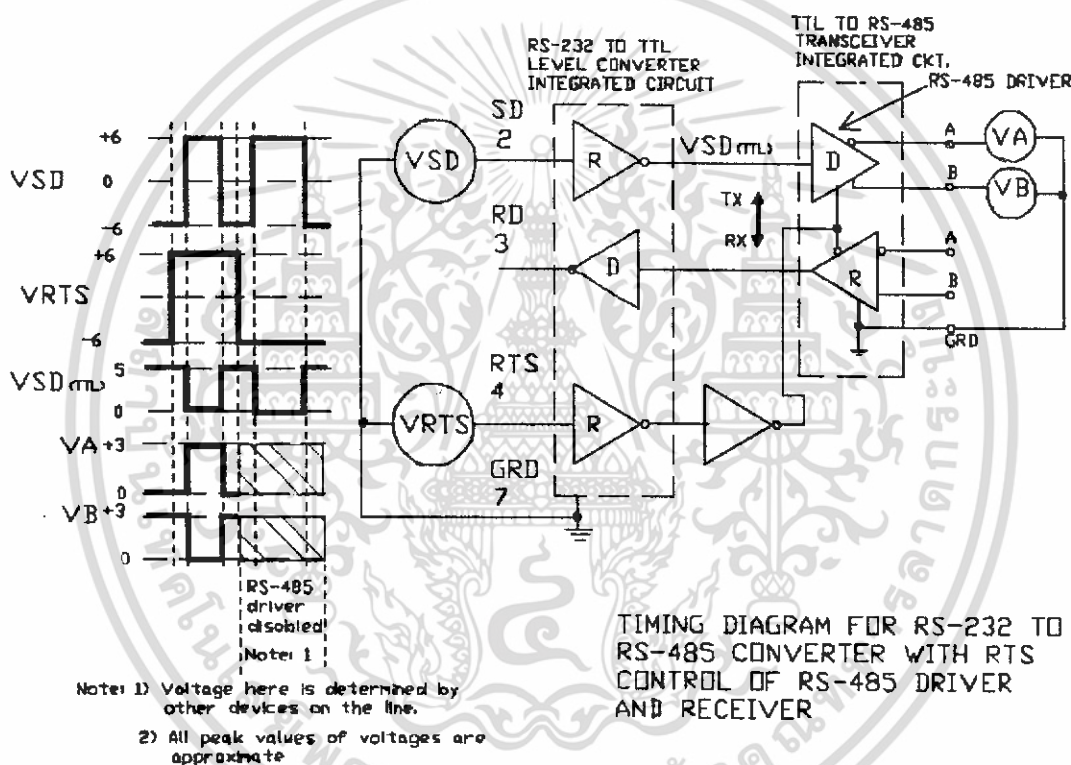 TTL TO RS-485
TRANSCEIVER
INTEGRATED CKT.
RS-232 TO TTL
LEVEL CONVERTER
INTEGRATED CIRCUIT
RS-485 DRIVER
SD
2
VSD
R
VSD(TTL)
D
A
VA
B
VB
TX
RX
RD
3
D
R
A
B
GRD
RTS
4
VRTS
R
GRD
7
VSD
+6
0
-6
VRTS
+6
-6
VSD(TTL)
5
0
VA +3
0
VB +3
0
RS-485
driver
disabled
Note: 1
Note: 1) Voltage here is determined by
other devices on the line.
2) All peak values of voltages are
approximate
TIMING DIAGRAM FOR RS-232 TO
RS-485 CONVERTER WITH RTS
CONTROL OF RS-485 DRIVER
AND RECEIVER